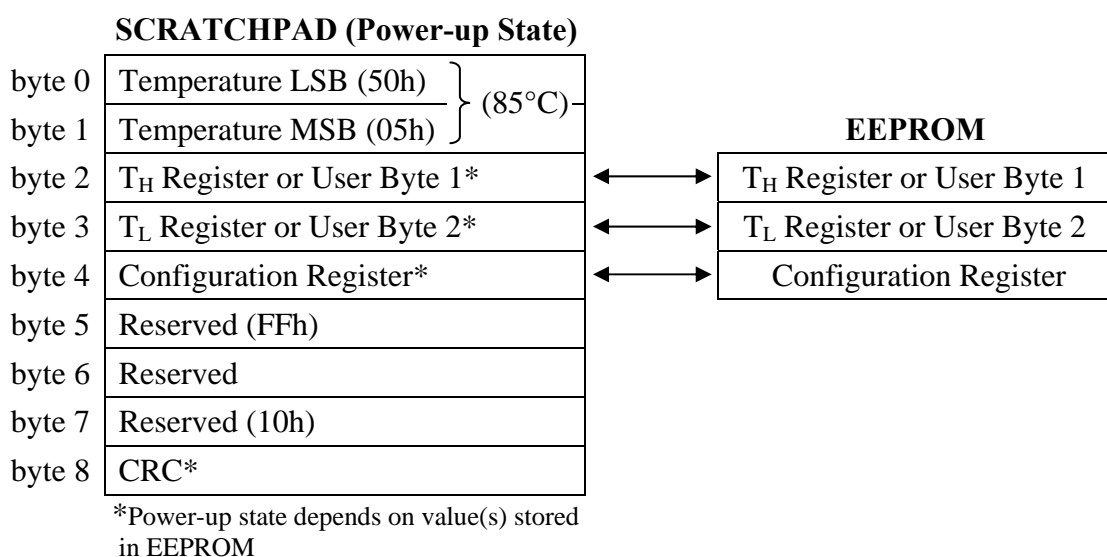 SCRATCHPAD (Power-up State)
byte 0 Temperature LSB (50h)
(85°C)
byte 1 Temperature MSB (05h)
EEPROM
byte 2 TH Register or User Byte 1* TH Register or User Byte 1
byte 3 TL Register or User Byte 2* TL Register or User Byte 2
byte 4 Configuration Register* Configuration Register
byte 5 Reserved (FFh)
byte 6 Reserved
byte 7 Reserved (10h)
byte 8 CRC*
*Power-up state depends on value(s) stored
in EEPROM